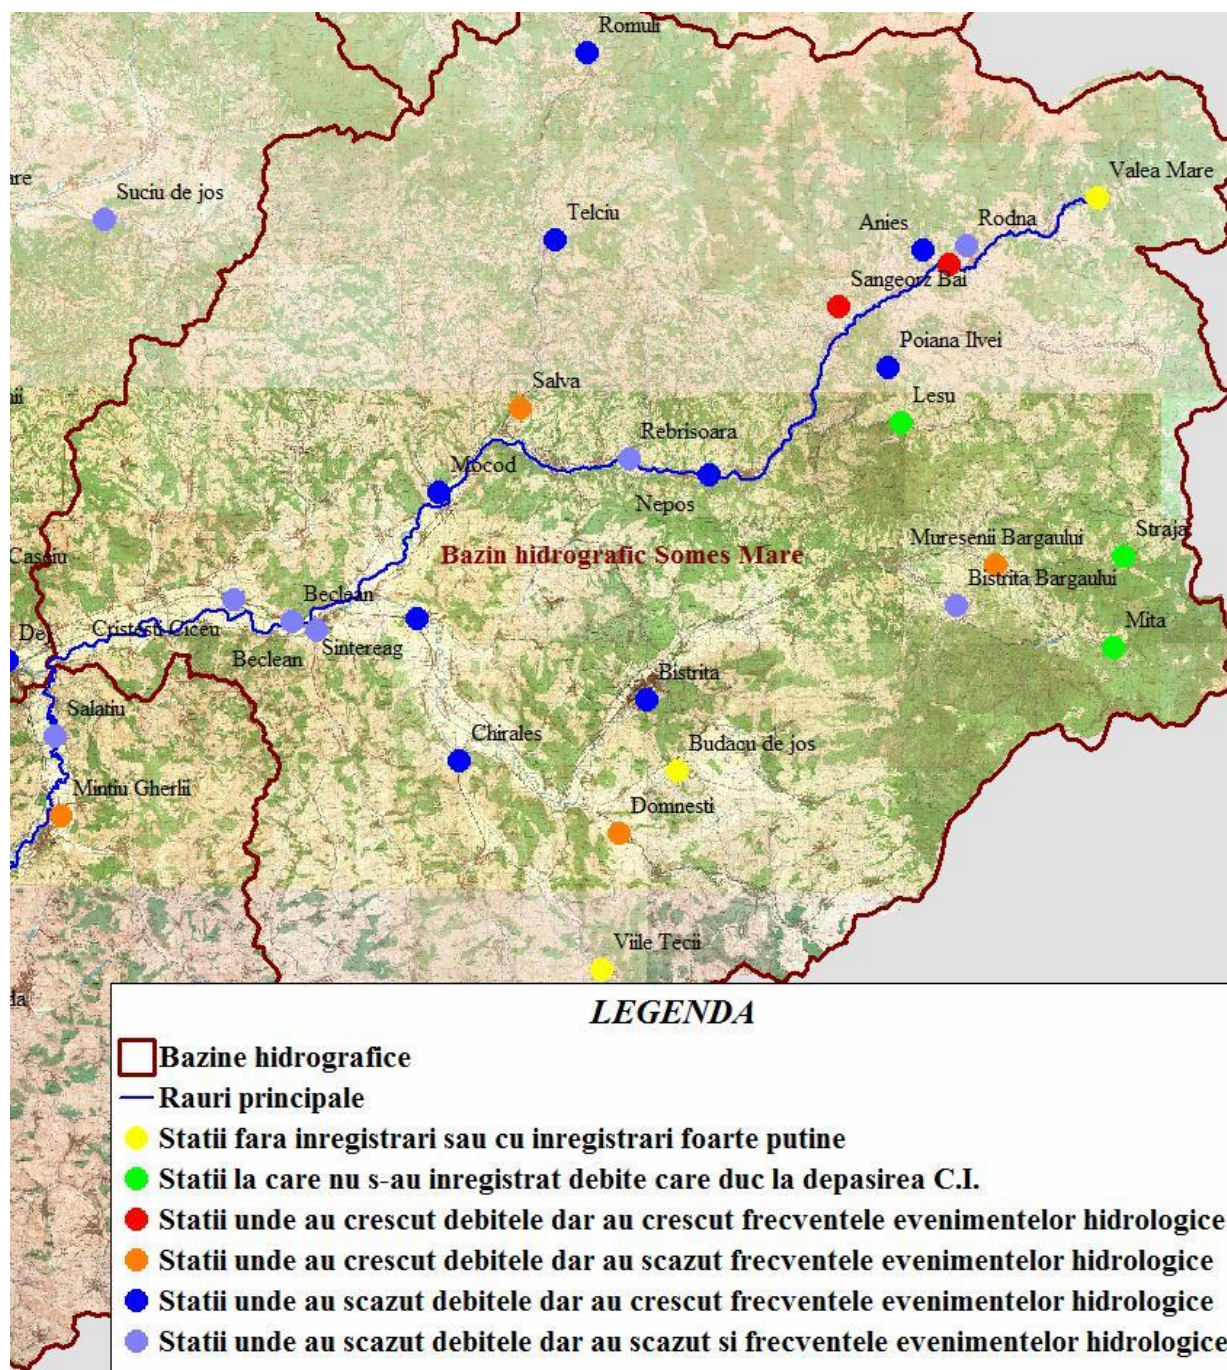 Romuli
Valea Mare
are
Suciu de jos
Telciu
Anies
Rodna
Sangeorz Bai
Poiana Ilvei
Salva
Lesu
Rebrisoara
Mocod
Nepos
Straja
Muresenii Bargaului
Bazin hidrografic Somes Mare
Caseiu
Bistrita Bargaului
Beclean
Mita
Cristesti Ciceu
De
Sintereag
Beclean
Bistrita
Salatiu
Chirales
Budacu de jos
Mintiu Gherlii
Domnesti
Viile Tecii
da
LEGENDA
Bazine hidrografice
Rauri principale
Statii fara inregistrari sau cu inregistrari foarte putine
Statii la care nu s-au inregistrat debite care duc la depasirea C.I.
Statii unde au crescut debitele dar au crescut frecventele evenimentelor hidrologice
Statii unde au crescut debitele dar au scazut frecventele evenimentelor hidrologice
Statii unde au scazut debitele dar au crescut frecventele evenimentelor hidrologice
Statii unde au scazut debitele dar au scazut si frecventele evenimentelor hidrologice